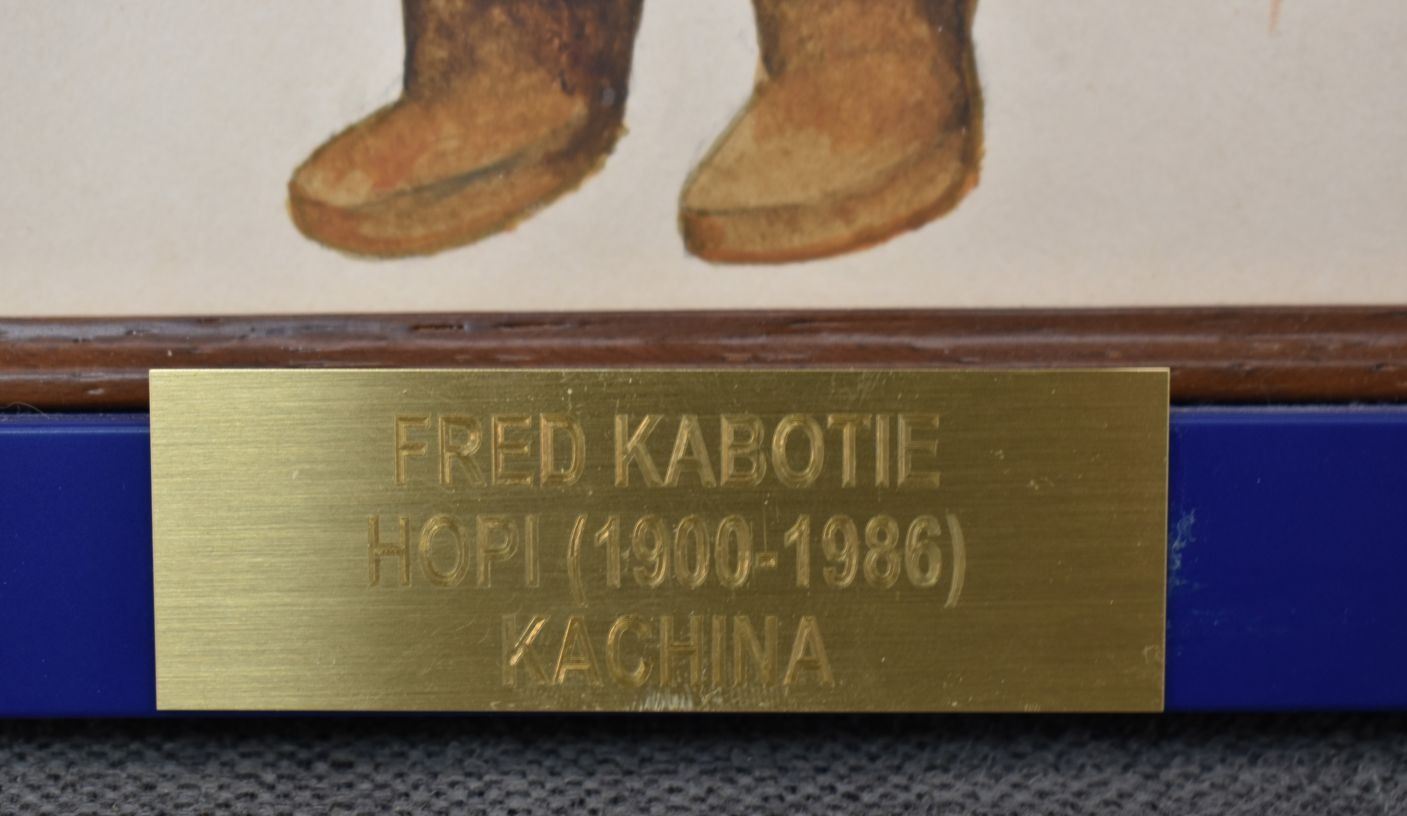 FRED KABOTIE
HOPI (1900-1986)
KACHINA